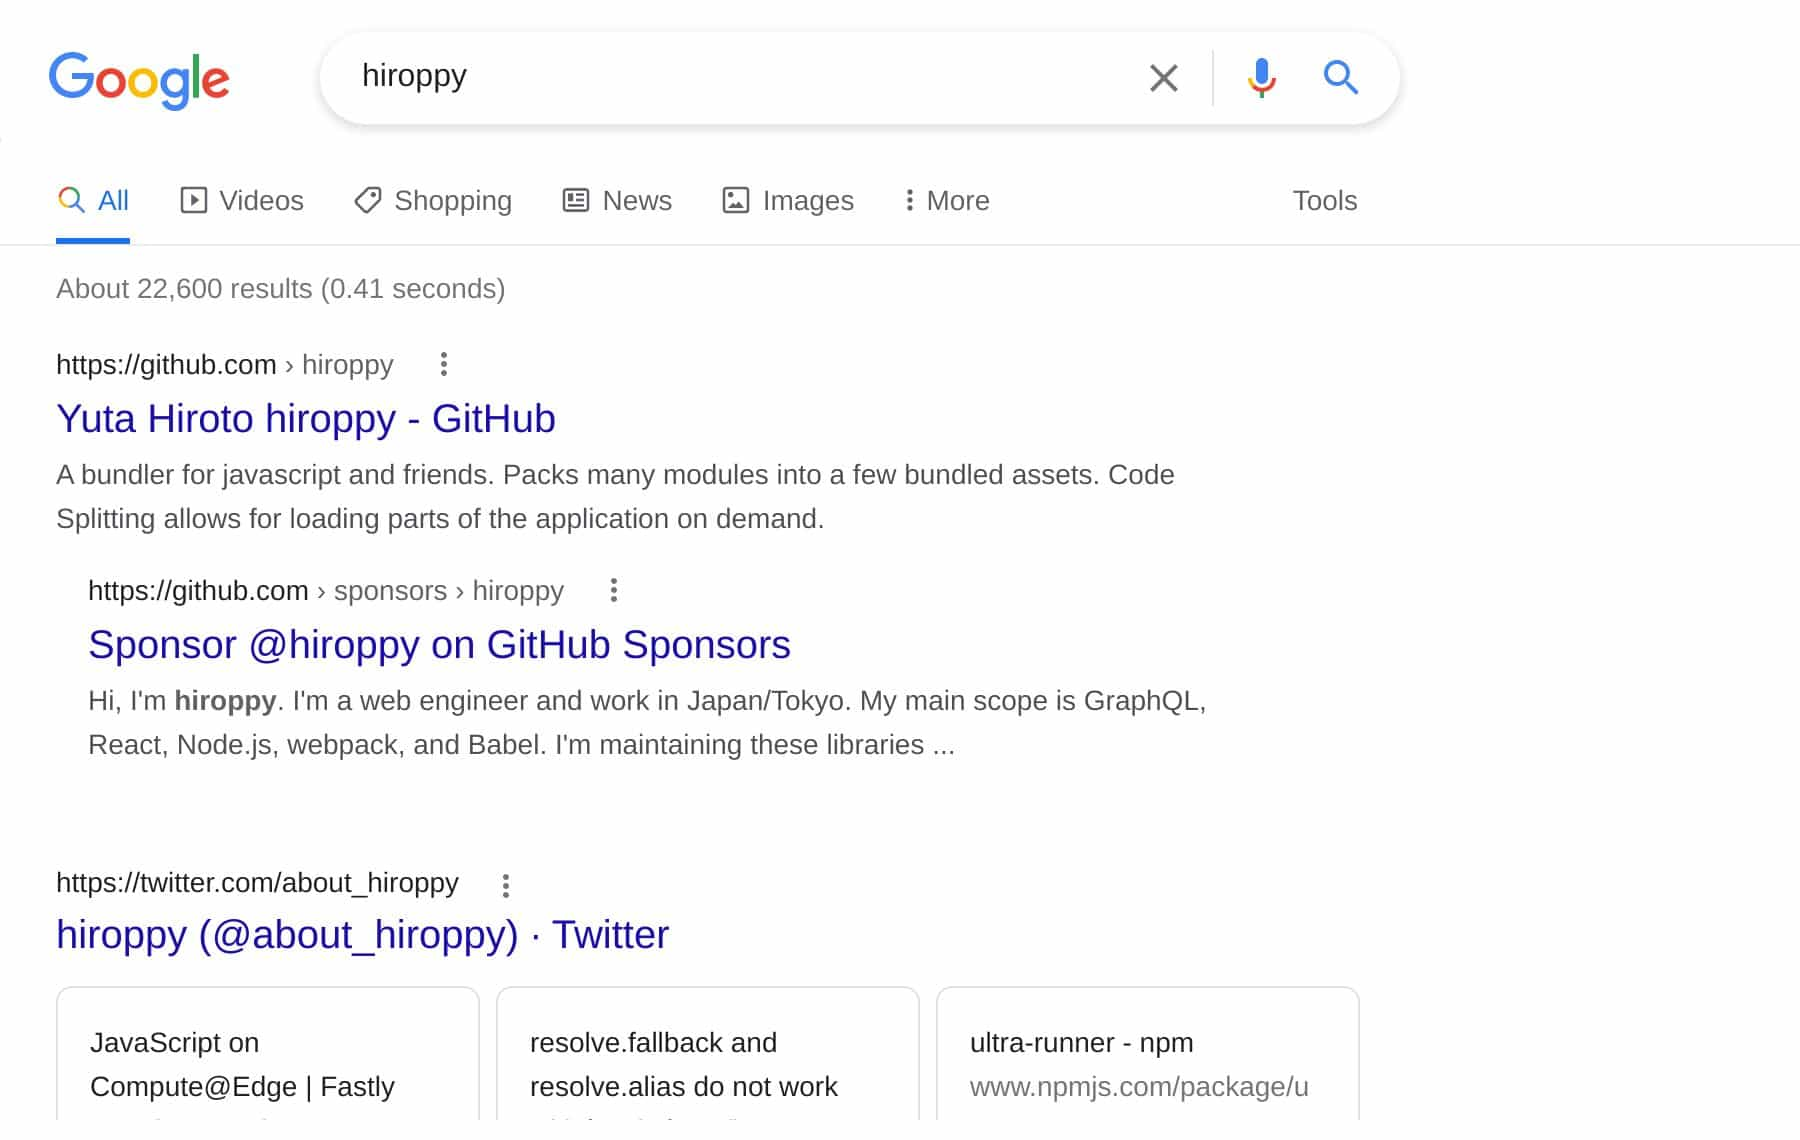 Google
hiroppy
All
Videos
Shopping
News
Images
More
Tools
About 22,600 results (0.41 seconds)
https://github.com › hiroppy
Yuta Hiroto hiroppy - GitHub
A bundler for javascript and friends. Packs many modules into a few bundled assets. Code
Splitting allows for loading parts of the application on demand.
https://github.com › sponsors › hiroppy
Sponsor @hiroppy on GitHub Sponsors
Hi, I'm hiroppy. I'm a web engineer and work in Japan/Tokyo. My main scope is GraphQL,
React, Node.js, webpack, and Babel. I'm maintaining these libraries ...
https://twitter.com/about_hiroppy
hiroppy (@about_hiroppy) · Twitter
JavaScript on
Compute@Edge | Fastly
resolve.fallback and
resolve.alias do not work
ultra-runner - npm
www.npmjs.com/package/u